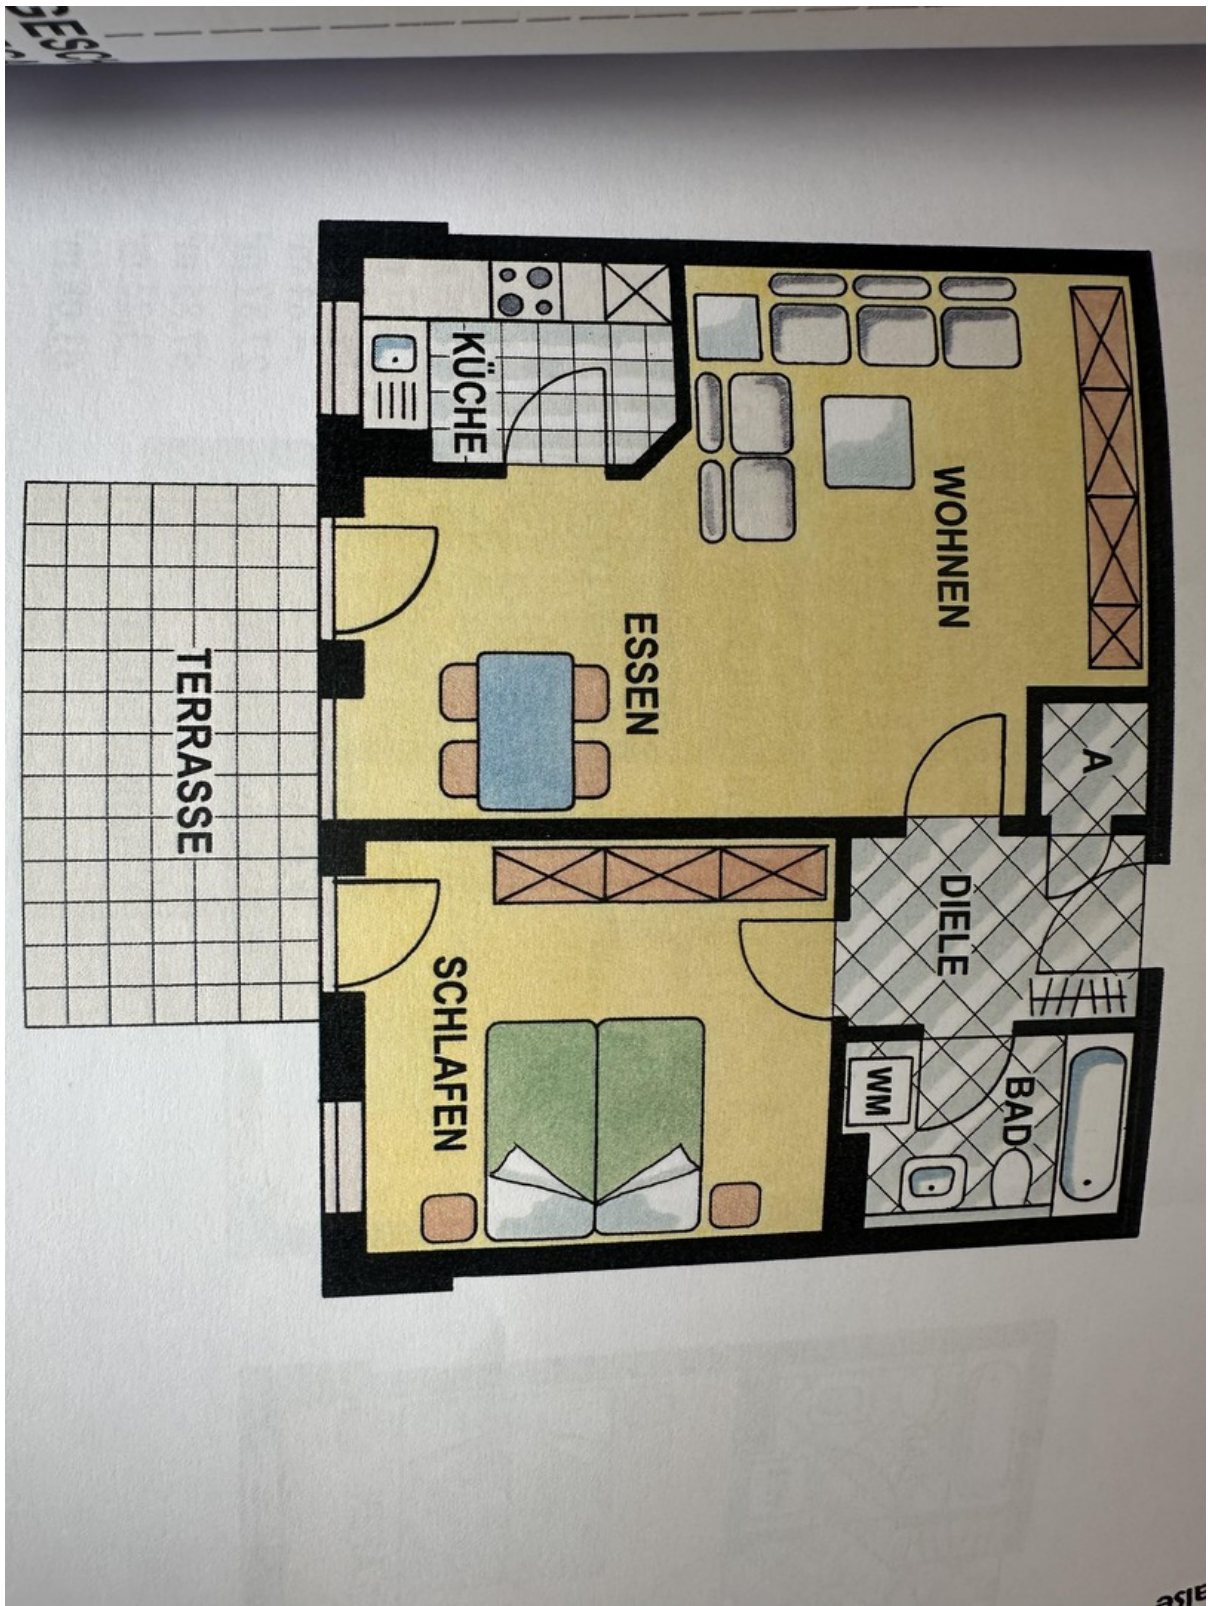 WOHNEN
A
DIELE
BAD
WM
ESSEN
KÜCHE
SCHLAFEN
TERRASSE